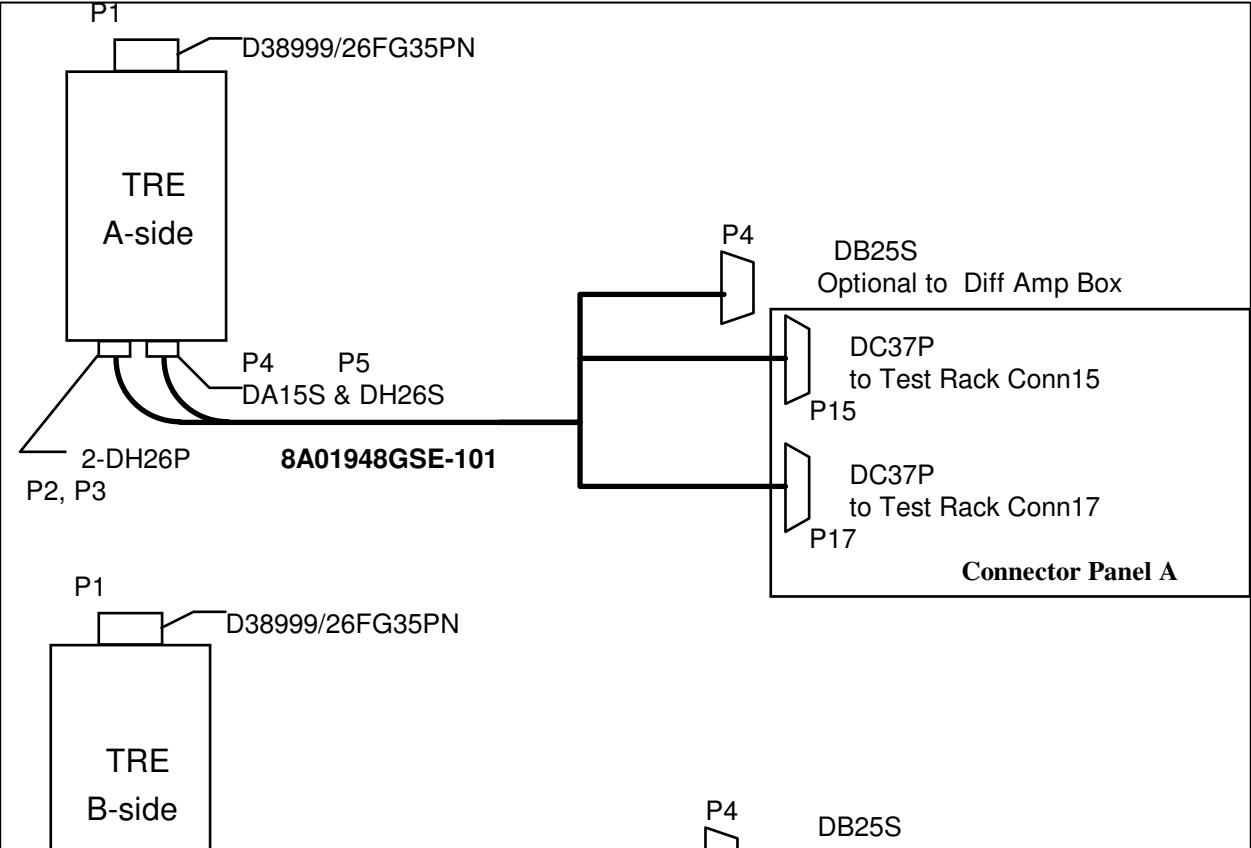 P1
D38999/26FG35PN
TRE
A-side
P4
DB25S
Optional to Diff Amp Box
P4 P5
DA15S & DH26S
DC37P
to Test Rack Conn15
P15
2-DH26P
P2, P3
8A01948GSE-101
DC37P
to Test Rack Conn17
P17
Connector Panel A
P1
D38999/26FG35PN
TRE
B-side
P4
DB25S